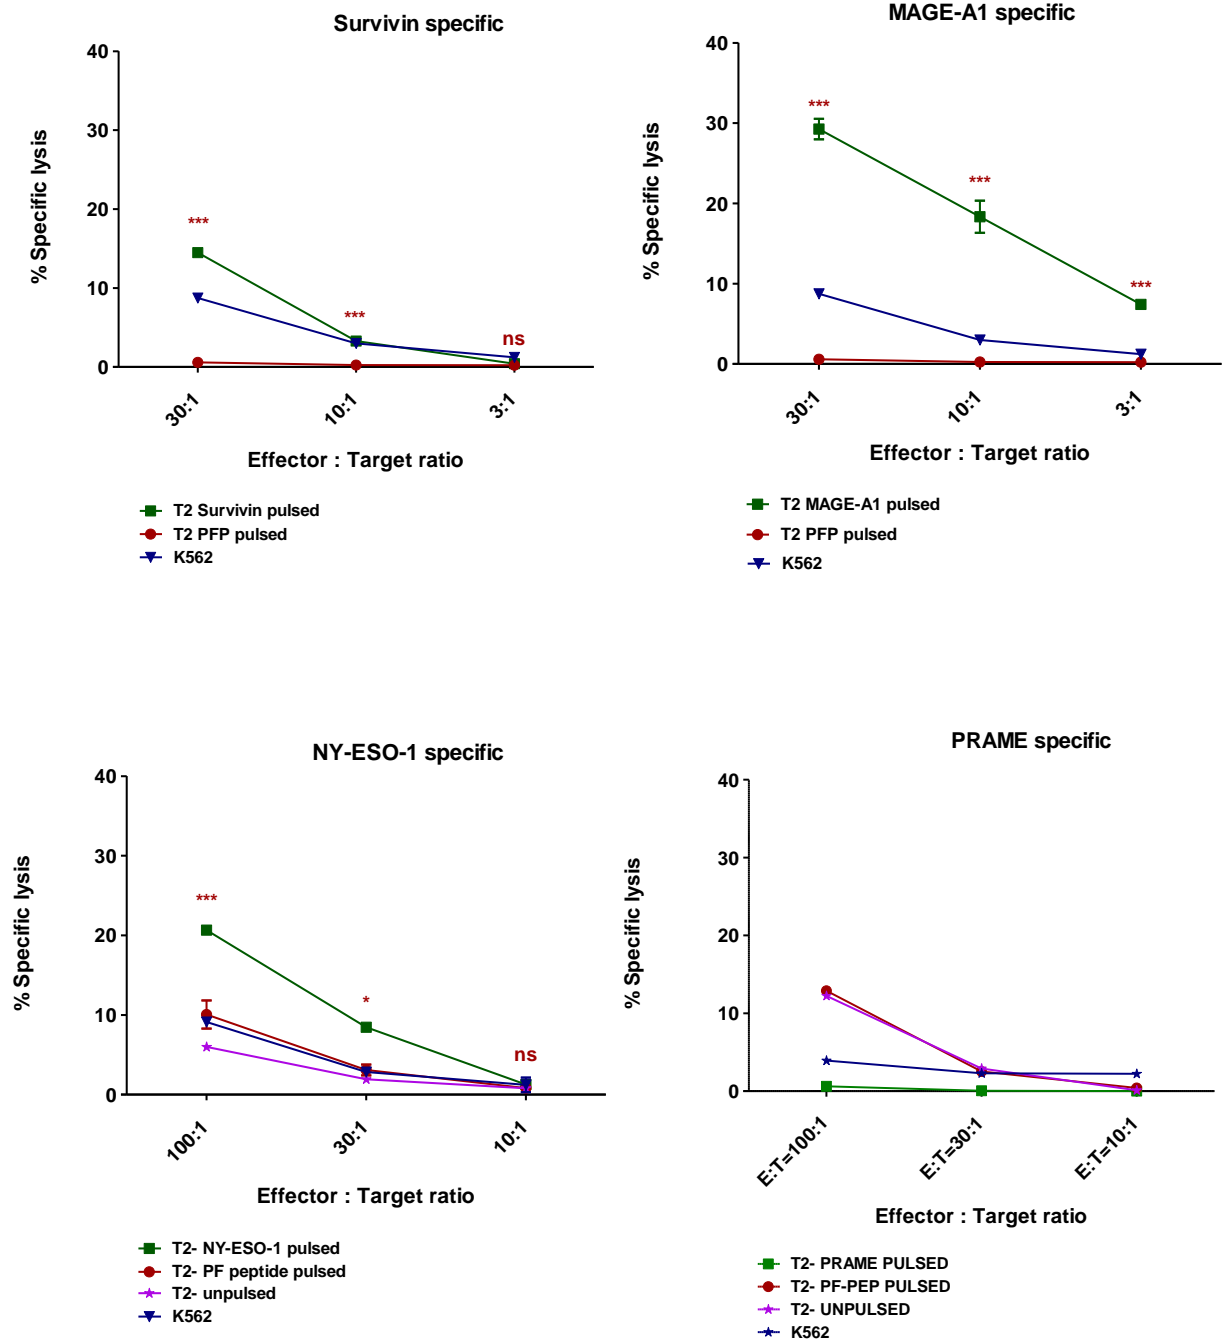 Survivin specific
40
30
20
10
0
% Specific lysis
***
***
ns
30:1
10:1
3:1
Effector : Target ratio
T2 Survivin pulsed
T2 PFP pulsed
K562
MAGE-A1 specific
40
30
20
10
0
% Specific lysis
***
***
***
30:1
10:1
3:1
Effector : Target ratio
T2 MAGE-A1 pulsed
T2 PFP pulsed
K562
NY-ESO-1 specific
40
30
20
10
0
% Specific lysis
***
*
ns
100:1
30:1
10:1
Effector : Target ratio
T2- NY-ESO-1 pulsed
T2- PF peptide pulsed
T2- unpulsed
K562
PRAME specific
40
30
20
10
0
% Specific lysis
E:T=100:1
E:T=30:1
E:T=10:1
Effector : Target ratio
T2- PRAME PULSED
T2- PF-PEP PULSED
T2- UNPULSED
K562